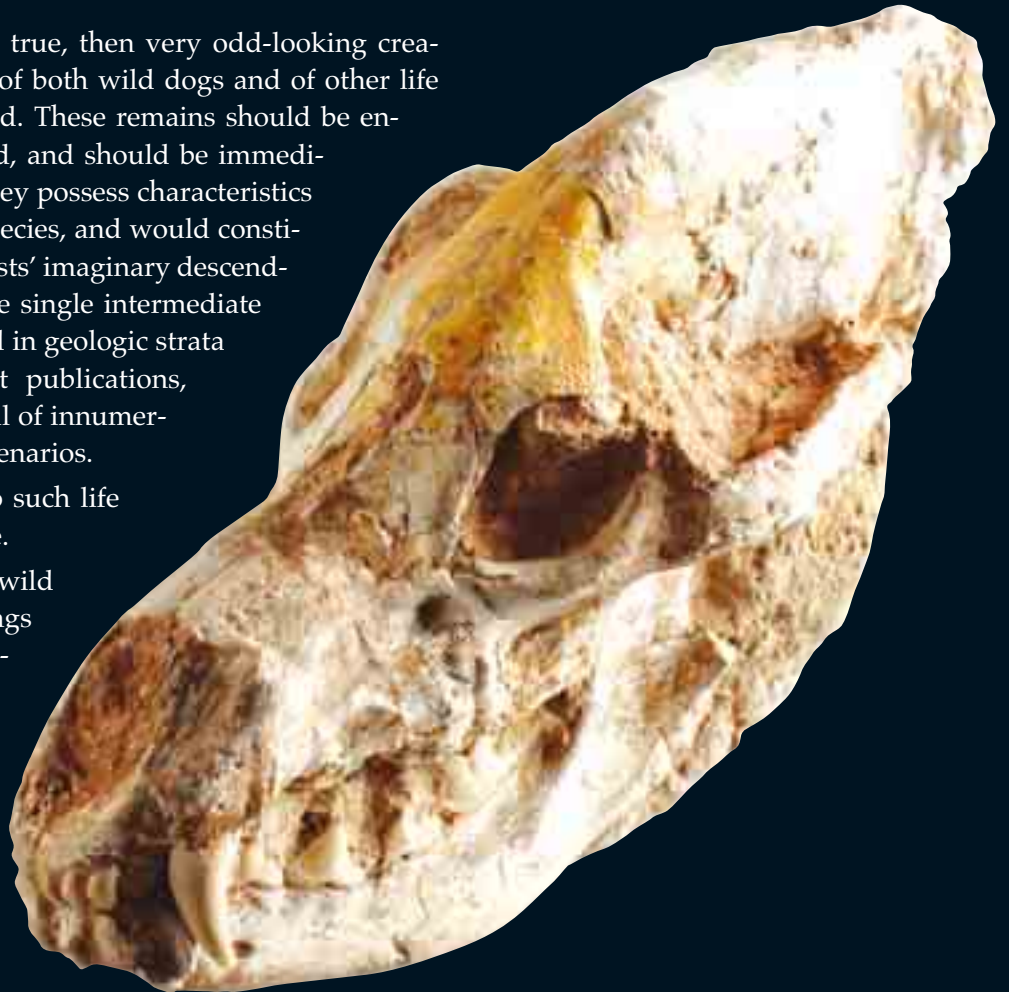 true, then very odd-looking crea-
of both wild dogs and of other life
d. These remains should be en-
d, and should be immedi-
ey possess characteristics
ecies, and would consti-
sts’ imaginary descend-
e single intermediate
d in geologic strata
t publications,
l of innumer-
enarios.
o such life
e.
wild
ngs
-